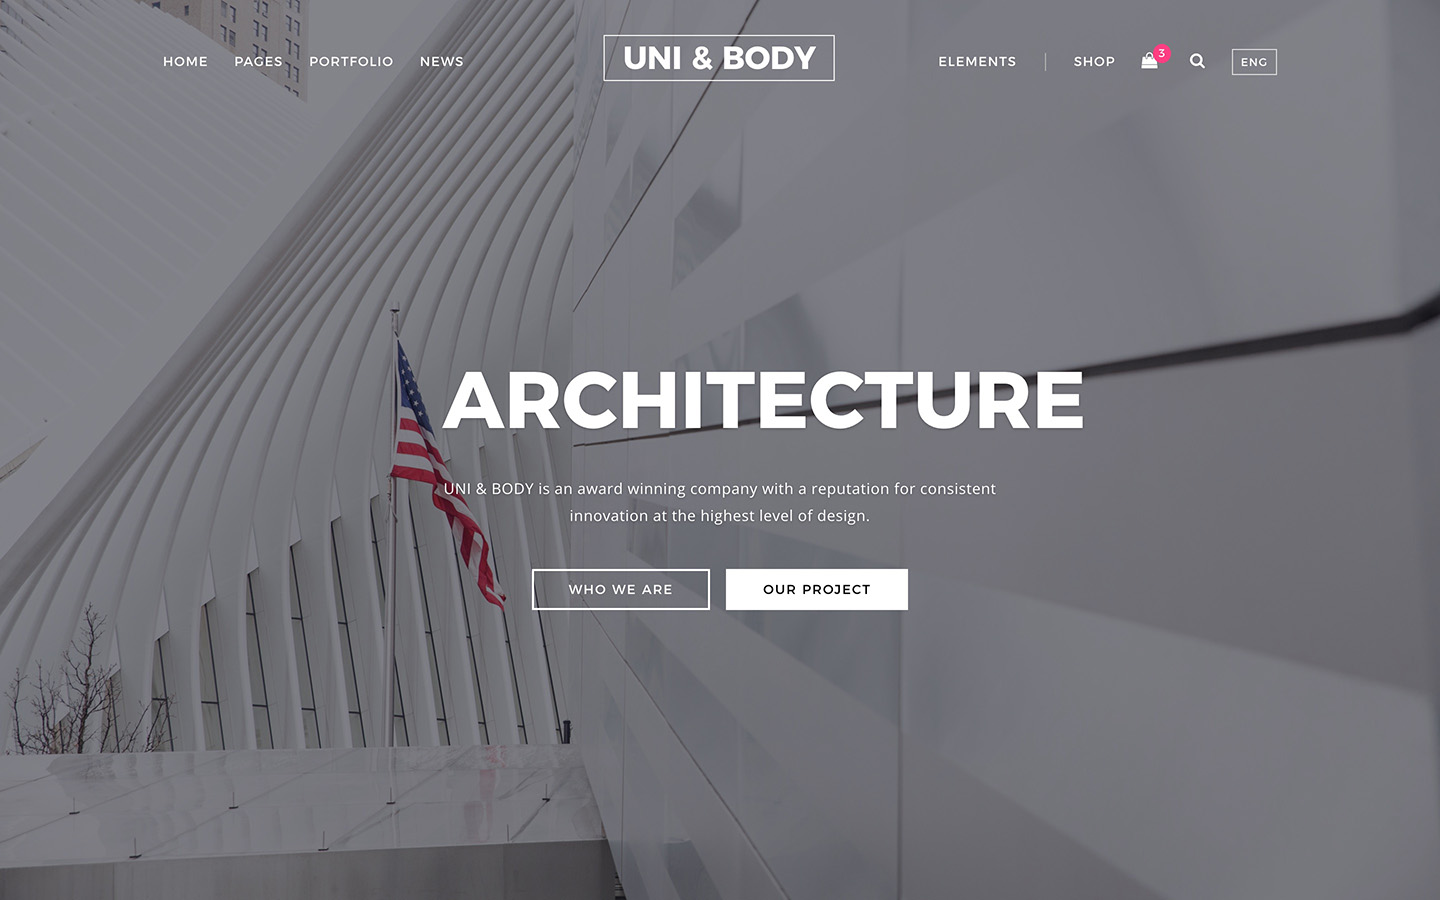 HOME PAGES PORTFOLIO NEWS UNI & BODY ELEMENTS SHOP 3 ENG
ARCHITECTURE
UNI & BODY is an award winning company with a reputation for consistent
innovation at the highest level of design.
WHO WE ARE OUR PROJECT